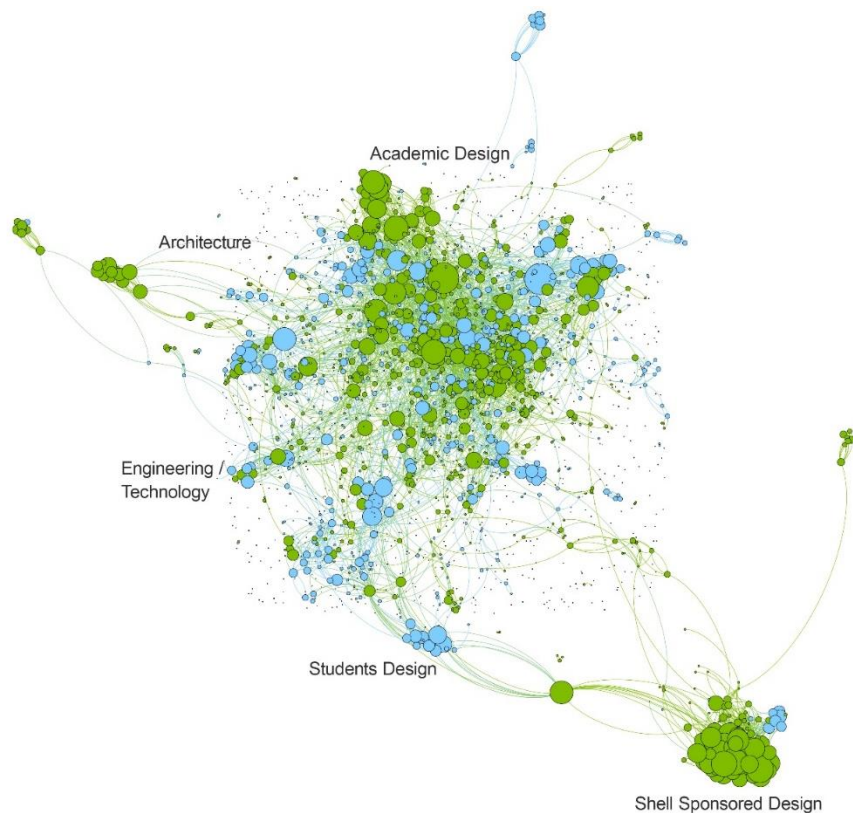 Academic Design
Architecture
Engineering /
Technology
Students Design
Shell Sponsored Design